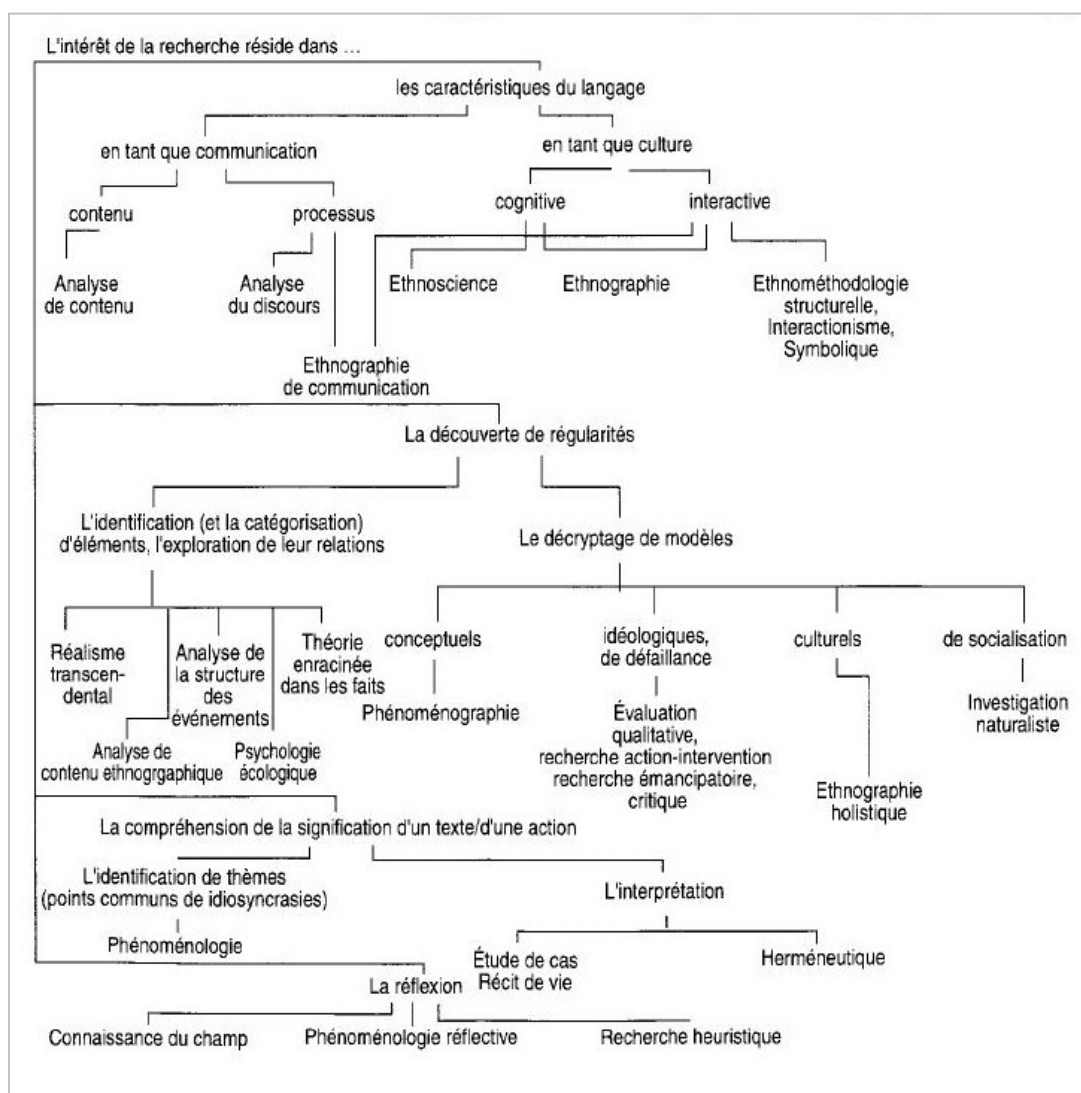 L'intérêt de la recherche réside dans ...
les caractéristiques du langage
en tant que communication
en tant que culture
contenu
processus
cognitive
interactive
Analyse
de contenu
Analyse
du discours
Ethnoscience
Ethnographie
Ethnométhodologie
structurelle,
Interactionisme,
Symbolique
Ethnographie
de communication
La découverte de régularités
L'identification (et la catégorisation)
d'éléments, l'exploration de leur relations
Le décryptage de modèles
Réalisme
transcen-
dental
Analyse de
la structure
des
événements
Théorie
enracinée
dans les faits
conceptuels
idéologiques,
de défaillance
culturels
de socialisation
Analyse de
contenu ethnogrgaphique
Psychologie
écologique
Phénoménographie
Évaluation
qualitative,
recherche action-intervention
recherche émancipatoire,
critique
Ethnographie
holistique
Investigation
naturaliste
La compréhension de la signification d'un texte/d'une action
L'identification de thèmes
(points communs de idiosyncrasies)
L'interprétation
Phénoménologie
Étude de cas
Récit de vie
Herméneutique
La réflexion
Connaissance du champ
Phénoménologie réflective
Recherche heuristique